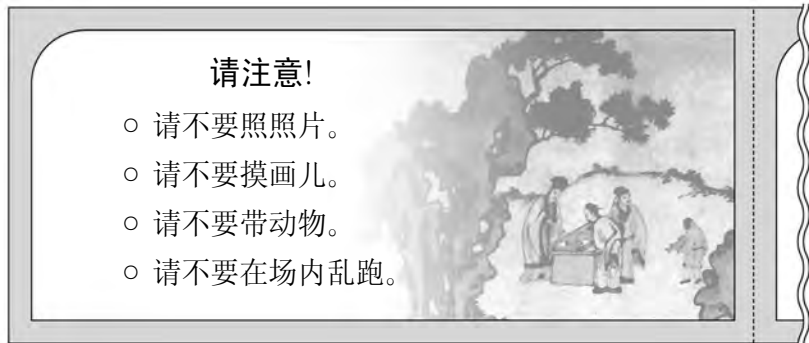 请注意!
○ 请不要照照片。
○ 请不要摸画儿。
○ 请不要带动物。
○ 请不要在场内乱跑。